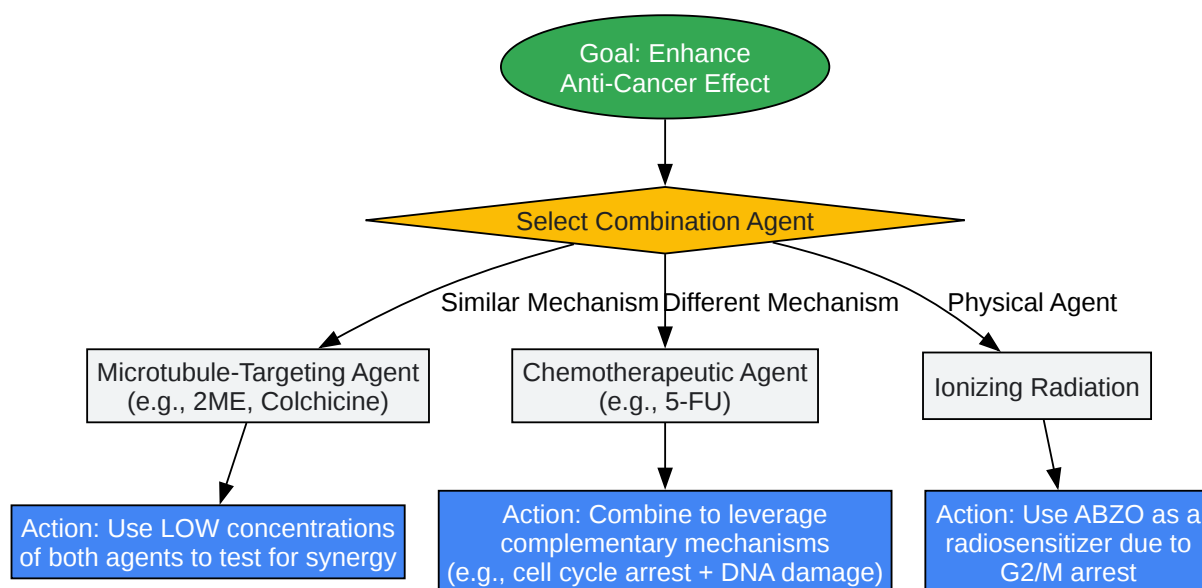 Goal: Enhance
Anti-Cancer Effect
Select Combination Agent
Similar Mechanism
Different Mechanism
Physical Agent
Microtubule-Targeting Agent
(e.g., 2ME, Colchicine)
Chemotherapeutic Agent
(e.g., 5-FU)
Ionizing Radiation
Action: Use LOW concentrations
of both agents to test for synergy
Action: Combine to leverage
complementary mechanisms
(e.g., cell cycle arrest + DNA damage)
Action: Use ABZO as a
radiosensitizer due to
G2/M arrest